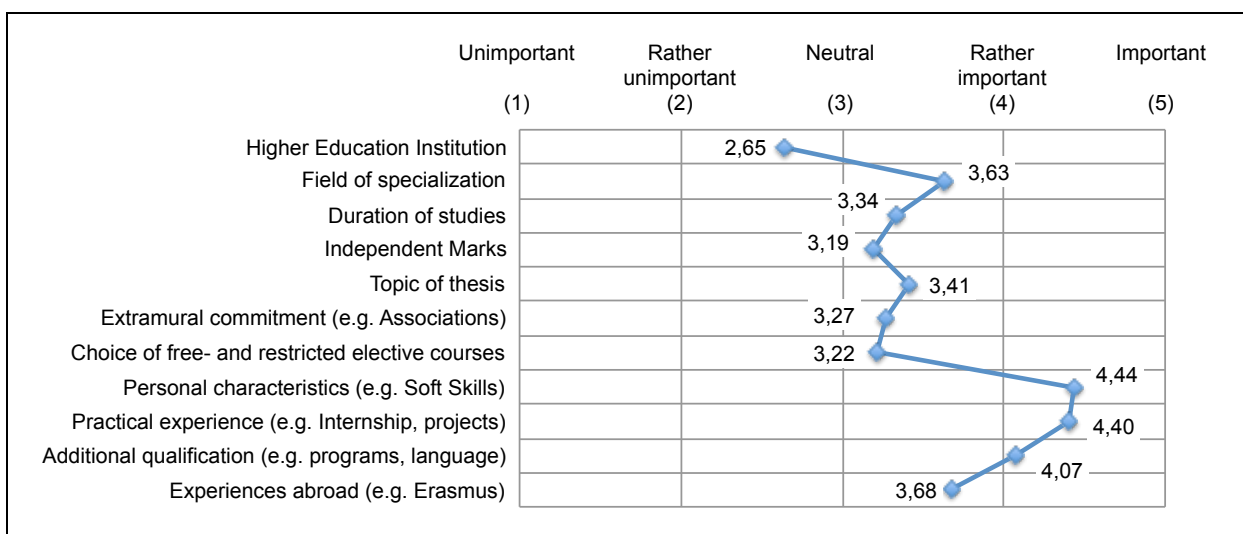 Unimportant Rather unimportant Neutral Rather important Important
(1) (2) (3) (4) (5)
Higher Education Institution 2,65
Field of specialization 3,63
Duration of studies 3,34
Independent Marks 3,19
Topic of thesis 3,41
Extramural commitment (e.g. Associations) 3,27
Choice of free- and restricted elective courses 3,22
Personal characteristics (e.g. Soft Skills) 4,44
Practical experience (e.g. Internship, projects) 4,40
Additional qualification (e.g. programs, language) 4,07
Experiences abroad (e.g. Erasmus) 3,68